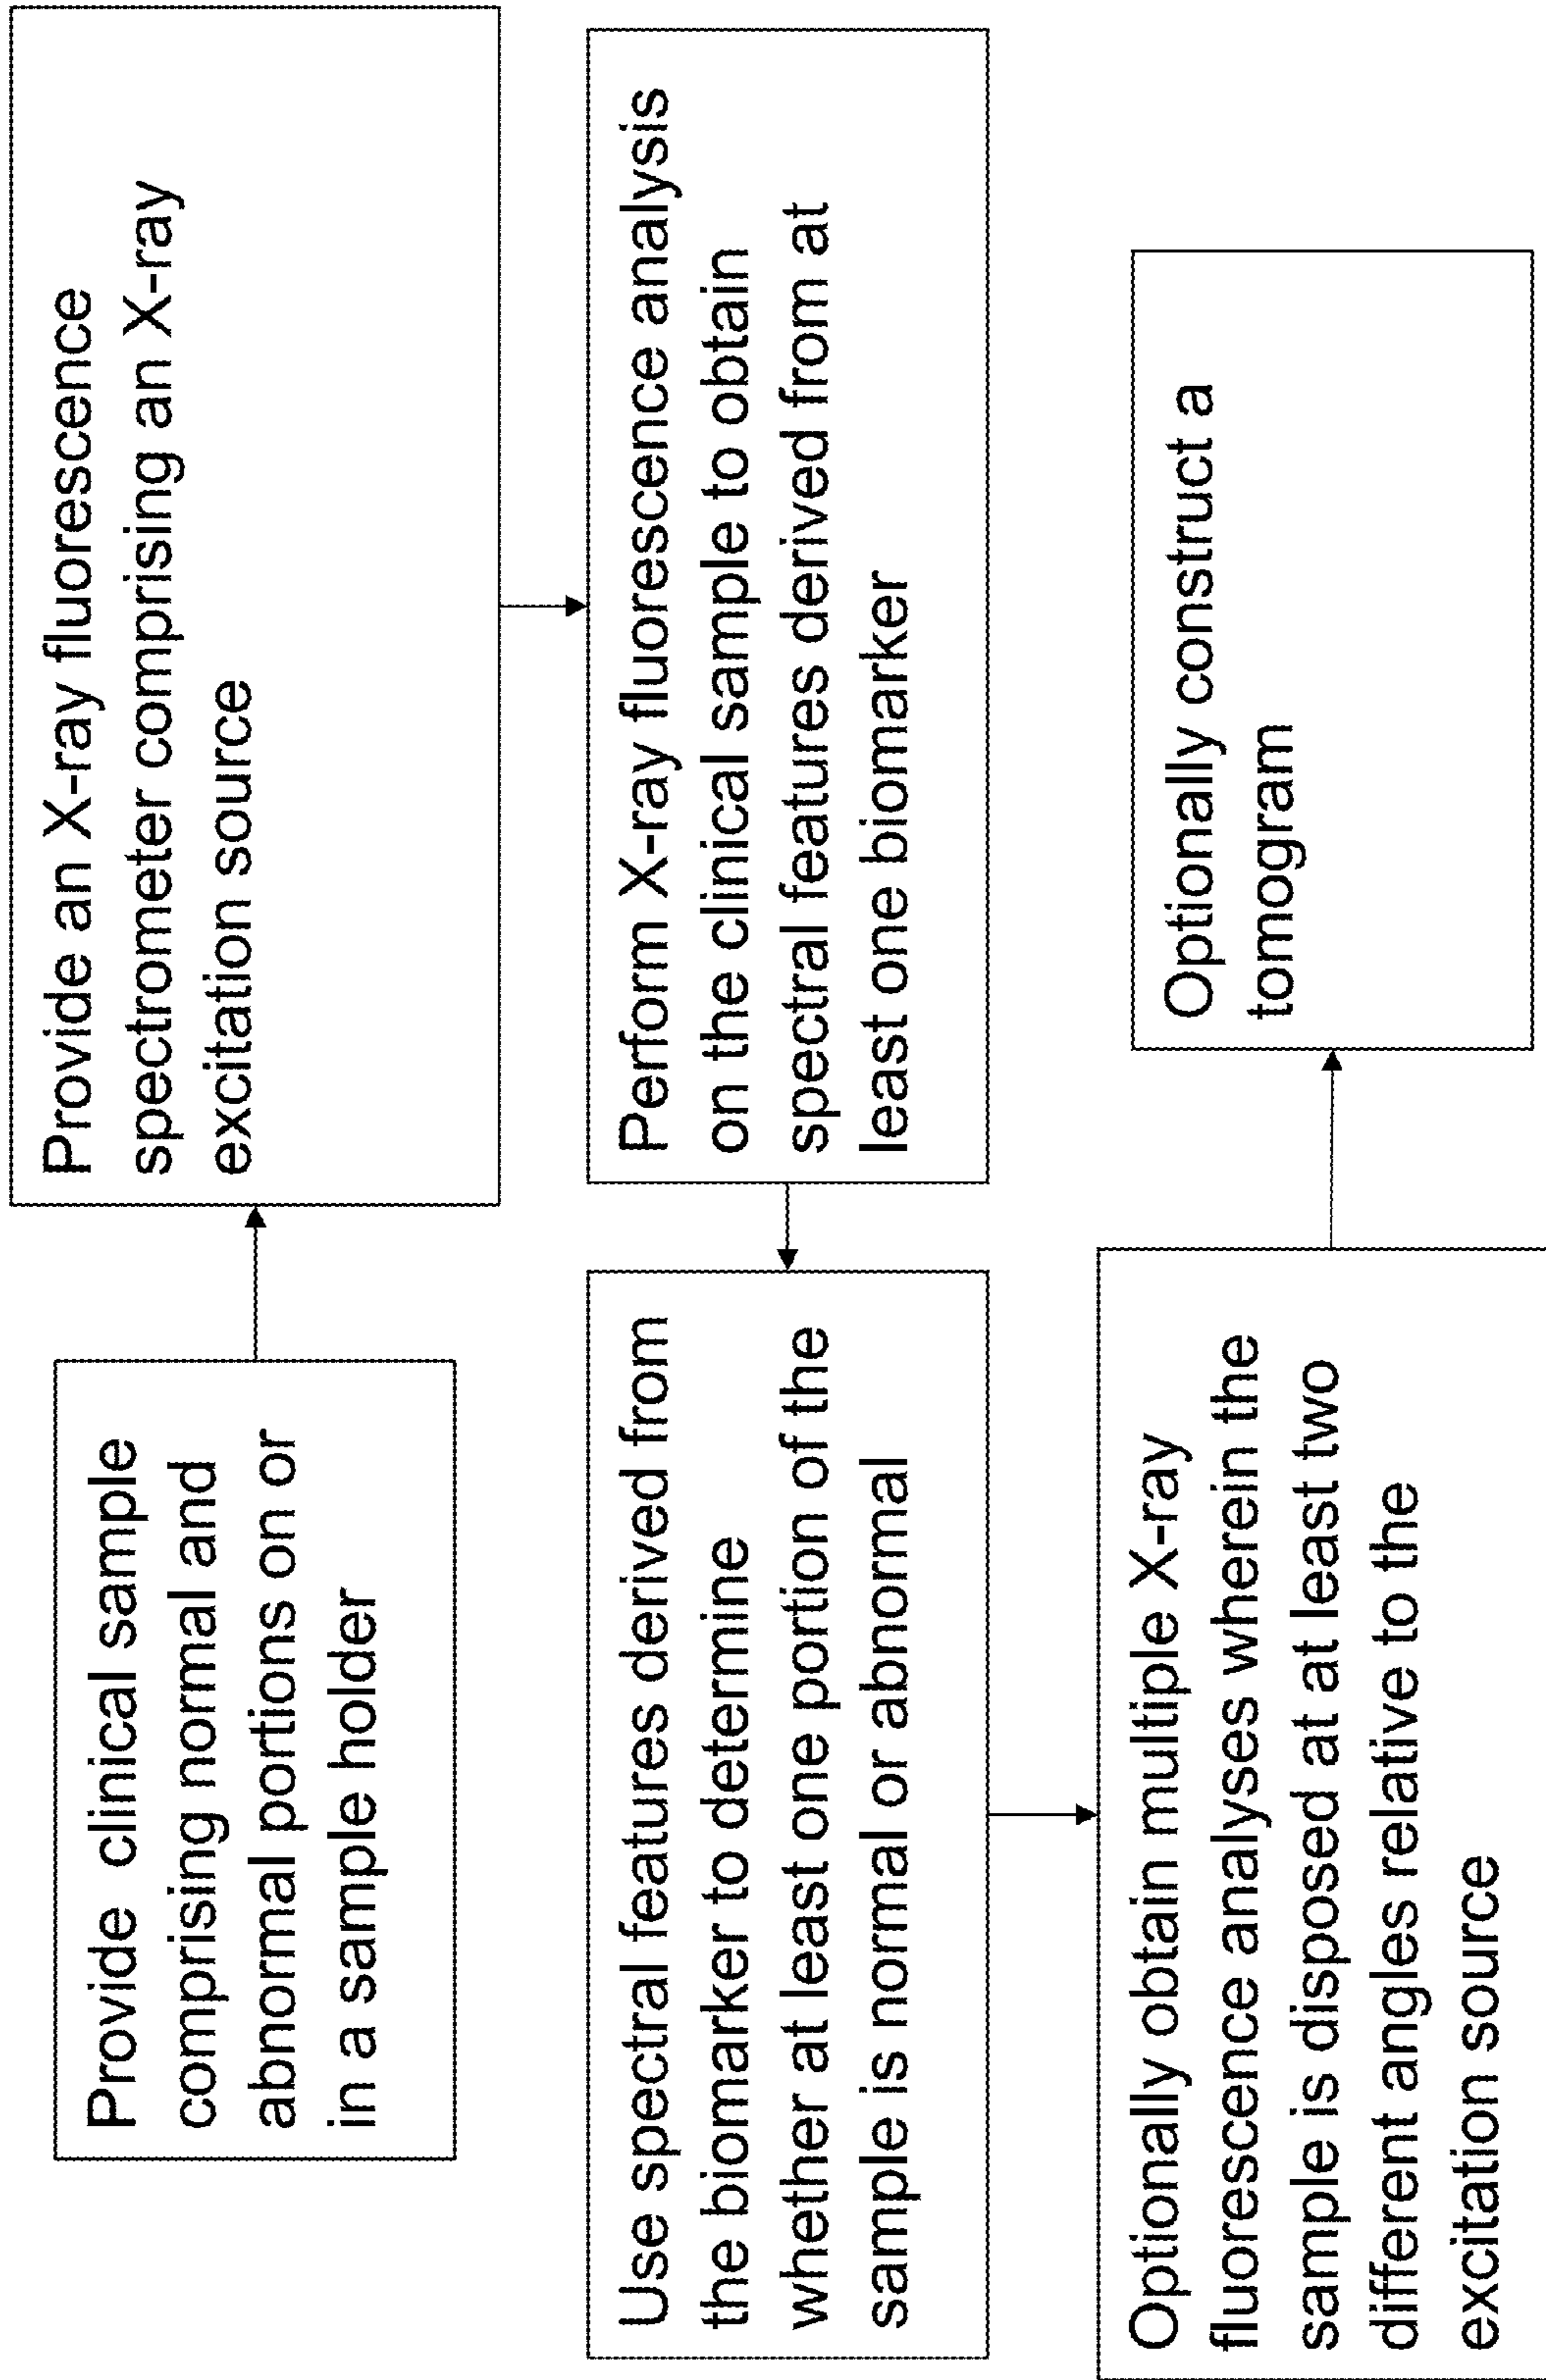 Provide clinical sample
comprising normal and
abnormal portions on or
in a sample holder
Provide an X-ray fluorescence
spectrometer comprising an X-ray
excitation source
Perform X-ray fluorescence analysis
on the clinical sample to obtain
spectral features derived from at
least one biomarker
Use spectral features derived from
the biomarker to determine
whether at least one portion of the
sample is normal or abnormal
Optionally obtain multiple X-ray
fluorescence analyses wherein the
sample is disposed at at least two
different angles relative to the
excitation source
Optionally construct a
tomogram